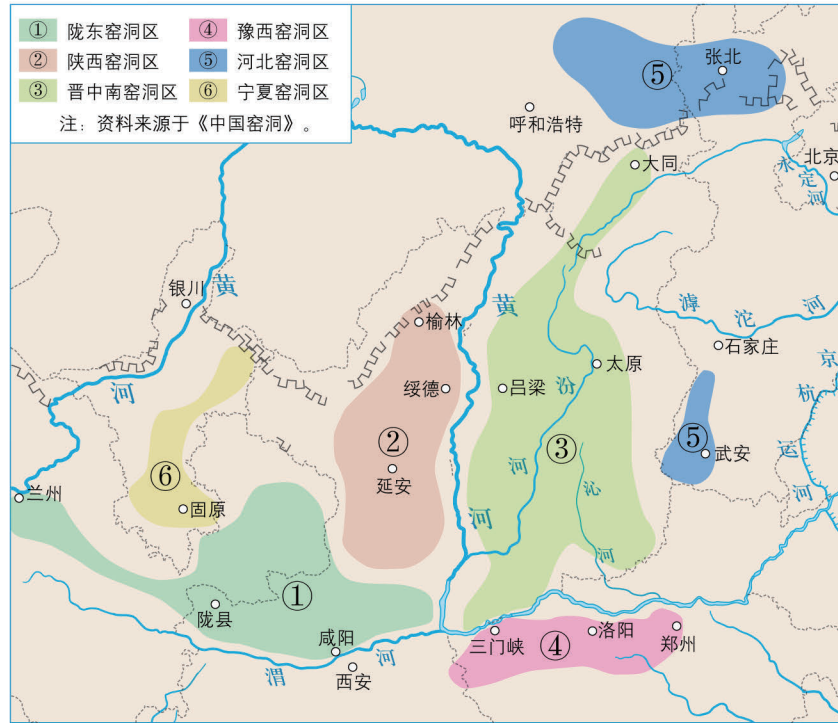 ① 陇东窑洞区
④ 豫西窑洞区
② 陕西窑洞区
⑤ 河北窑洞区
③ 晋中南窑洞区
⑥ 宁夏窑洞区
注：资料来源于《中国窑洞》。
⑤
张北
呼和浩特
大同
北京
永定河
银川
黄
河
榆林
黄
河
滹沱河
石家庄
京杭运河
绥德
吕梁
汾
河
太原
②
③
⑤
武安
延安
⑥
沁
河
兰州
固原
①
陇县
咸阳
西安
渭河
三门峡
④
洛阳
郑州